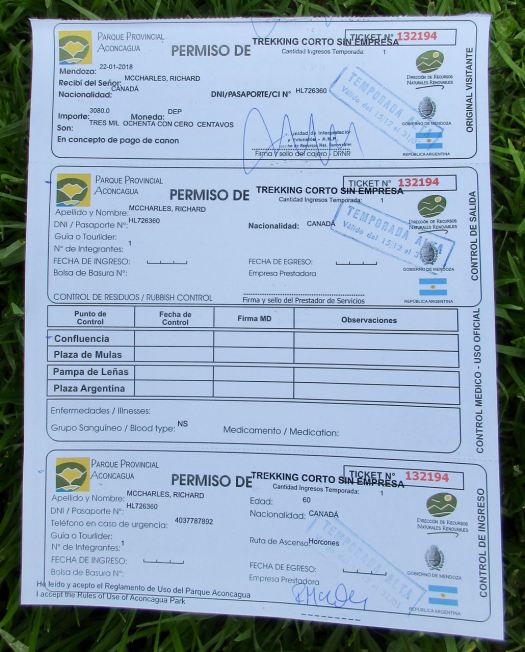 PARQUE PROVINCIAL
ACONCAGUA
PERMISO DE TREKKING CORTO SIN EMPRESA
Cantidad Ingresos Temporada: 1
TICKET N° 132194
Mendoza: 22-01-2018
Recibí del Señor: MCCHARLES, RICHARD
Nacionalidad: CANADÁ
DNI/PASAPORTE/CI N° HL726360
Importe: 3080.0
Moneda: DEP
Son: TRES MIL OCHENTA CON CERO CENTAVOS
En concepto de pago de canon
Firma y sello del cajero - DRNR
TEMPORADA ALTA
DIRECCIÓN DE RECURSOS
NATURALES RENOVABLES
GOBIERNO DE MENDOZA
REPÚBLICA ARGENTINA
ORIGINAL VISITANTE
PARQUE PROVINCIAL
ACONCAGUA
PERMISO DE TREKKING CORTO SIN EMPRESA
Cantidad Ingresos Temporada: 1
TICKET N° 132194
Apellido y Nombre: MCCHARLES, RICHARD
DNI / Pasaporte N°: HL726360
Nacionalidad: CANADÁ
Guía o Tourlider:
N° de Integrantes: 1
FECHA DE INGRESO:
FECHA DE EGRESO:
Bolsa de Basura N°:
Empresa Prestadora
TEMPORADA ALTA
DIRECCIÓN DE RECURSOS
NATURALES RENOVABLES
GOBIERNO DE MENDOZA
REPÚBLICA ARGENTINA
CONTROL DE SALIDA
CONTROL DE RESIDUOS / RUBBISH CONTROL
Firma y sello del Prestador de Servicios
Punto de Control
Fecha de Control
Firma MD
Observaciones
Confluencia
Plaza de Mulas
Pampa de Leñas
Plaza Argentina
Enfermedades / Illnesses:
Grupo Sanguíneo / Blood type: NS
Medicamento / Medication:
CONTROL MEDICO - USO OFICIAL
PARQUE PROVINCIAL
ACONCAGUA
PERMISO DE TREKKING CORTO SIN EMPRESA
Cantidad Ingresos Temporada: 1
TICKET N° 132194
Apellido y Nombre: MCCHARLES, RICHARD
Edad: 60
DNI / Pasaporte N°: HL726360
Nacionalidad: CANADÁ
Teléfono en caso de urgencia: 4037787892
Guía o Tourlider:
N° de Integrantes: 1
Ruta de Ascenso Horcones
FECHA DE INGRESO:
FECHA DE EGRESO:
Bolsa de Basura N°:
Empresa Prestadora
TEMPORADA ALTA
DIRECCIÓN DE RECURSOS
NATURALES RENOVABLES
GOBIERNO DE MENDOZA
REPÚBLICA ARGENTINA
CONTROL DE INGRESO
He leído y acepto el Reglamento de Uso del Parque Aconcagua
I accept the Rules of Use of Aconcagua Park